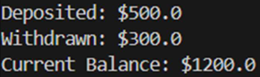 Deposited: $500.0
Withdrawn: $300.0
Current Balance: $1200.0